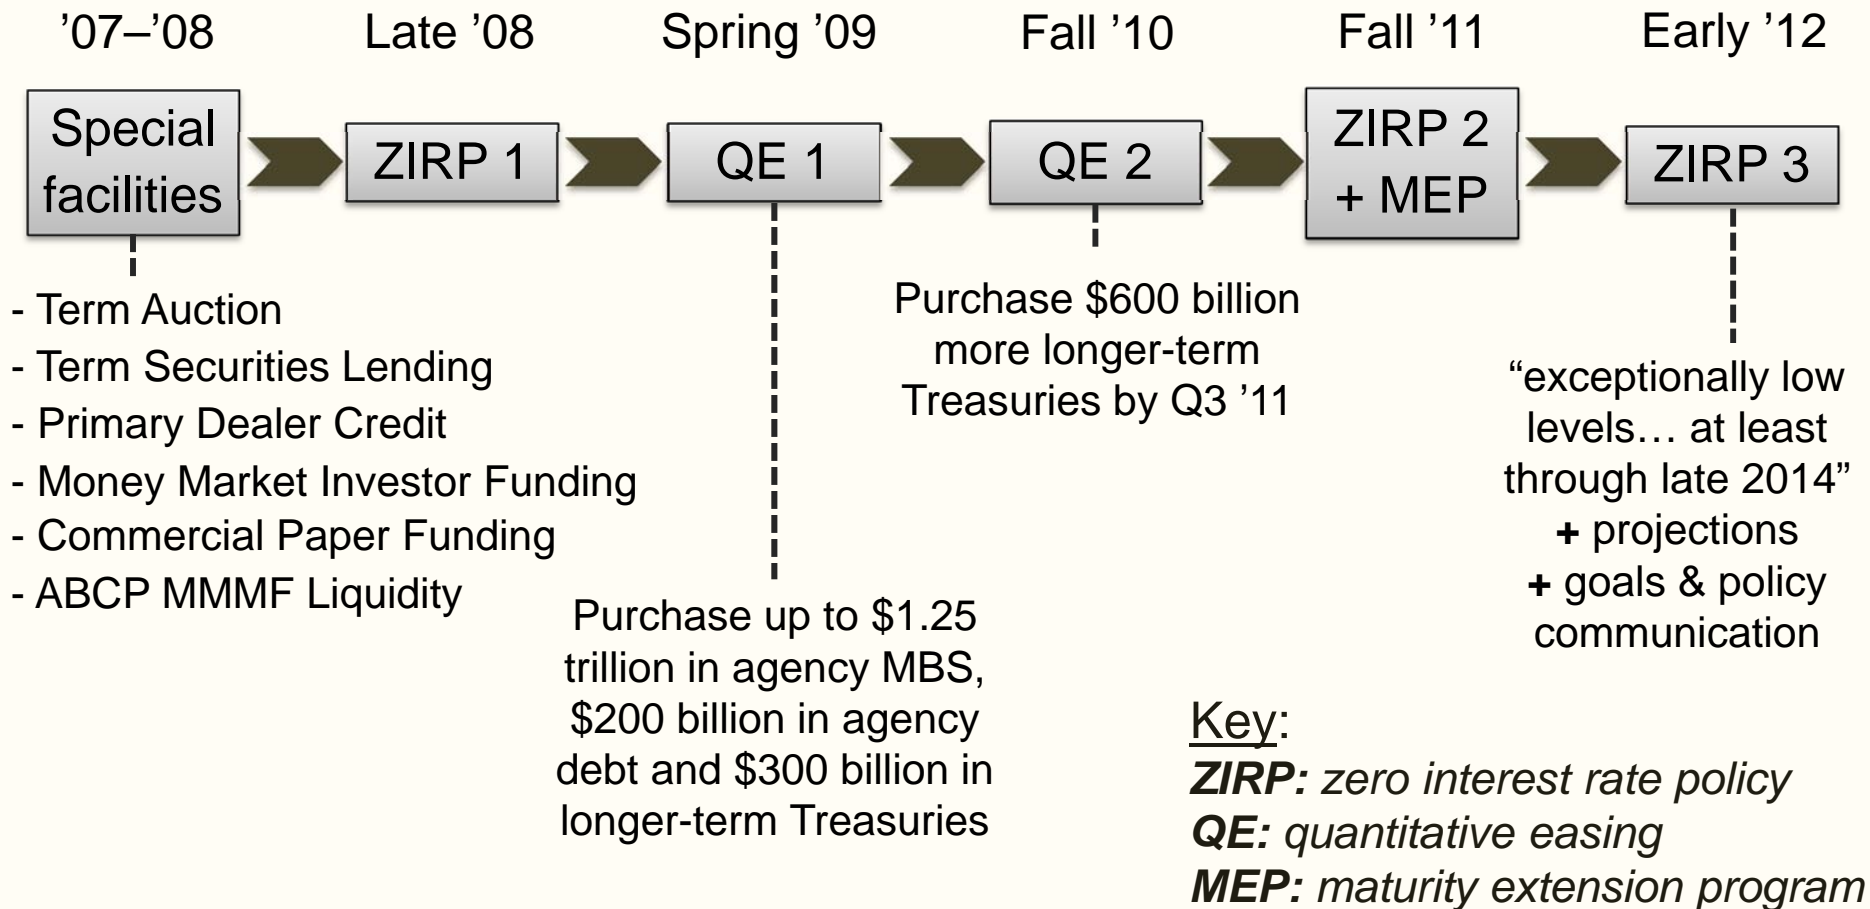 ’07–’08
Late ’08
Spring ’09
Fall ’10
Fall ’11
Early ’12
Special
facilities
ZIRP 1
QE 1
QE 2
ZIRP 2
+ MEP
ZIRP 3
- Term Auction
- Term Securities Lending
- Primary Dealer Credit
- Money Market Investor Funding
- Commercial Paper Funding
- ABCP MMMF Liquidity
Purchase up to $1.25
trillion in agency MBS,
$200 billion in agency
debt and $300 billion in
longer-term Treasuries
Purchase $600 billion
more longer-term
Treasuries by Q3 ’11
“exceptionally low
levels… at least
through late 2014”
+ projections
+ goals & policy
communication
Key:
ZIRP: zero interest rate policy
QE: quantitative easing
MEP: maturity extension program